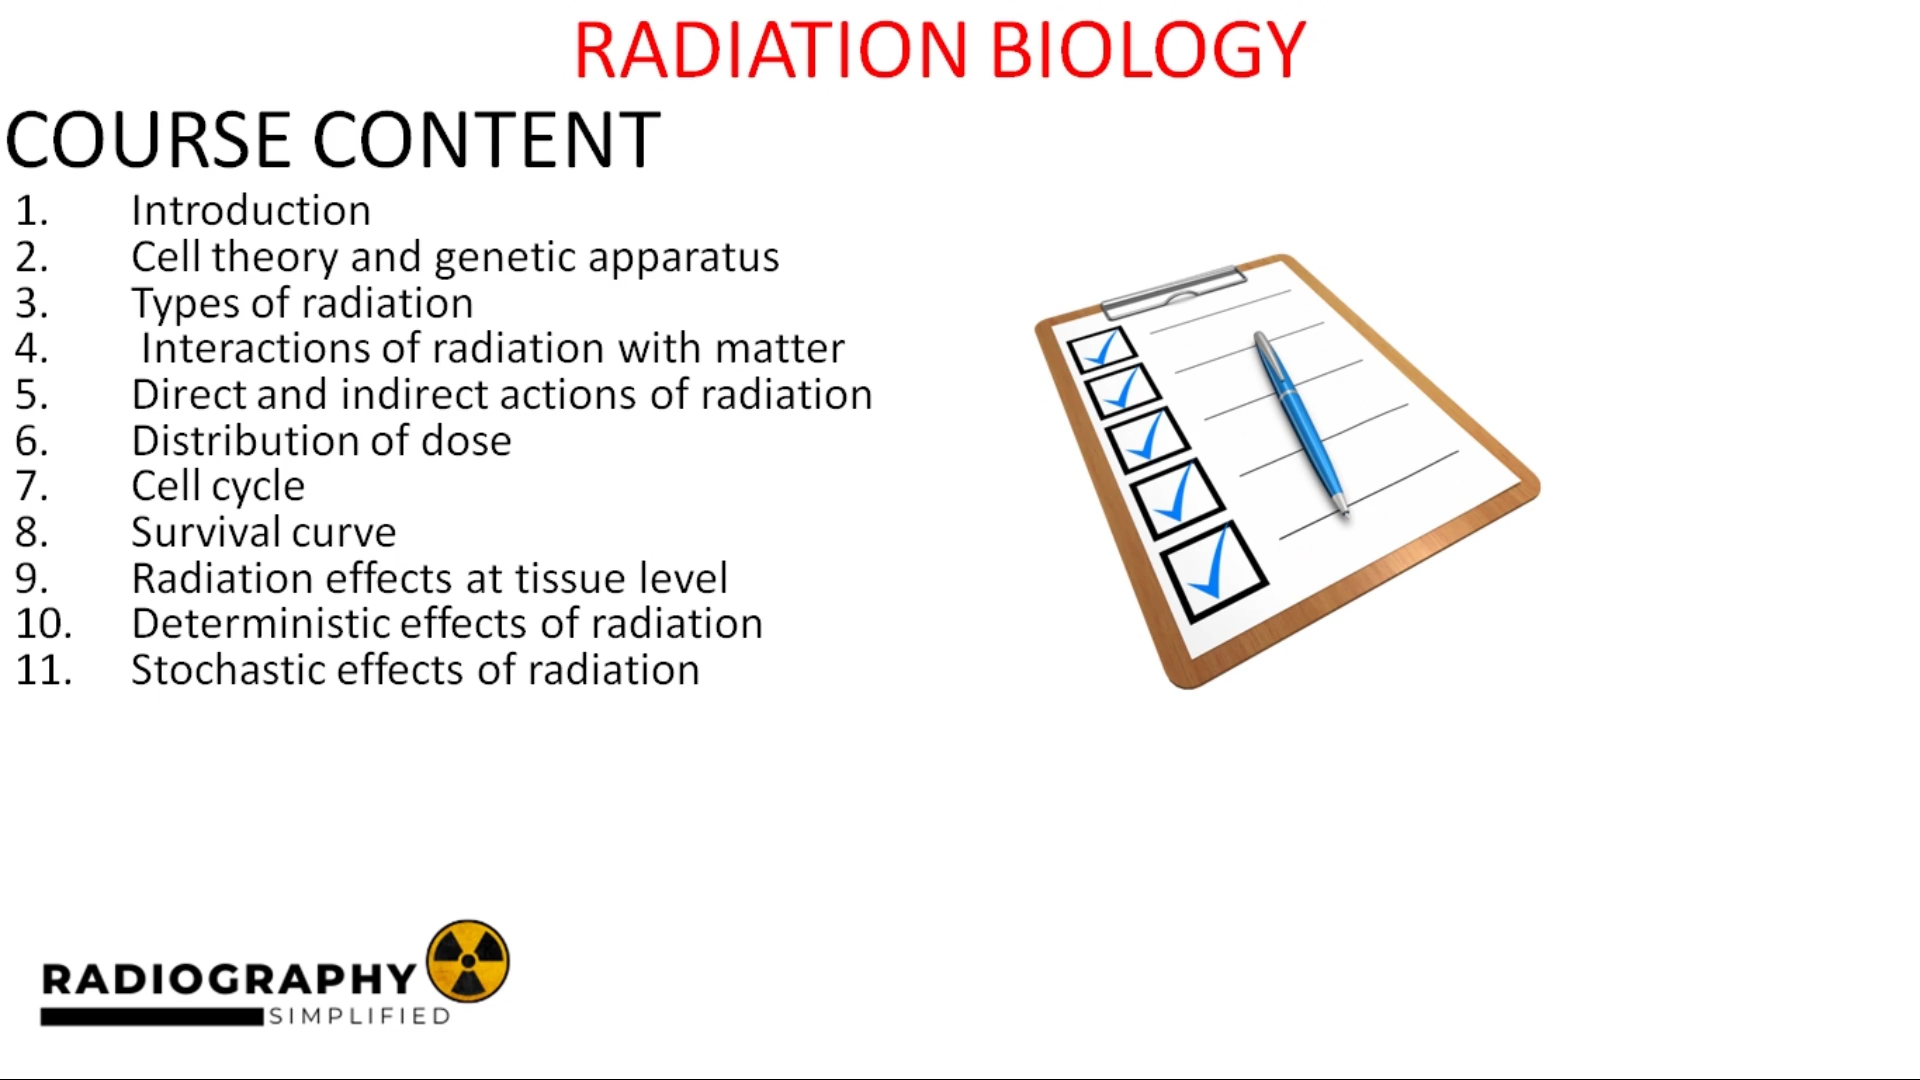 RADIATION BIOLOGY
COURSE CONTENT
1. Introduction
2. Cell theory and genetic apparatus
3. Types of radiation
4. Interactions of radiation with matter
5. Direct and indirect actions of radiation
6. Distribution of dose
7. Cell cycle
8. Survival curve
9. Radiation effects at tissue level
10. Deterministic effects of radiation
11. Stochastic effects of radiation
RADIOGRAPHY
SIMPLIFIED